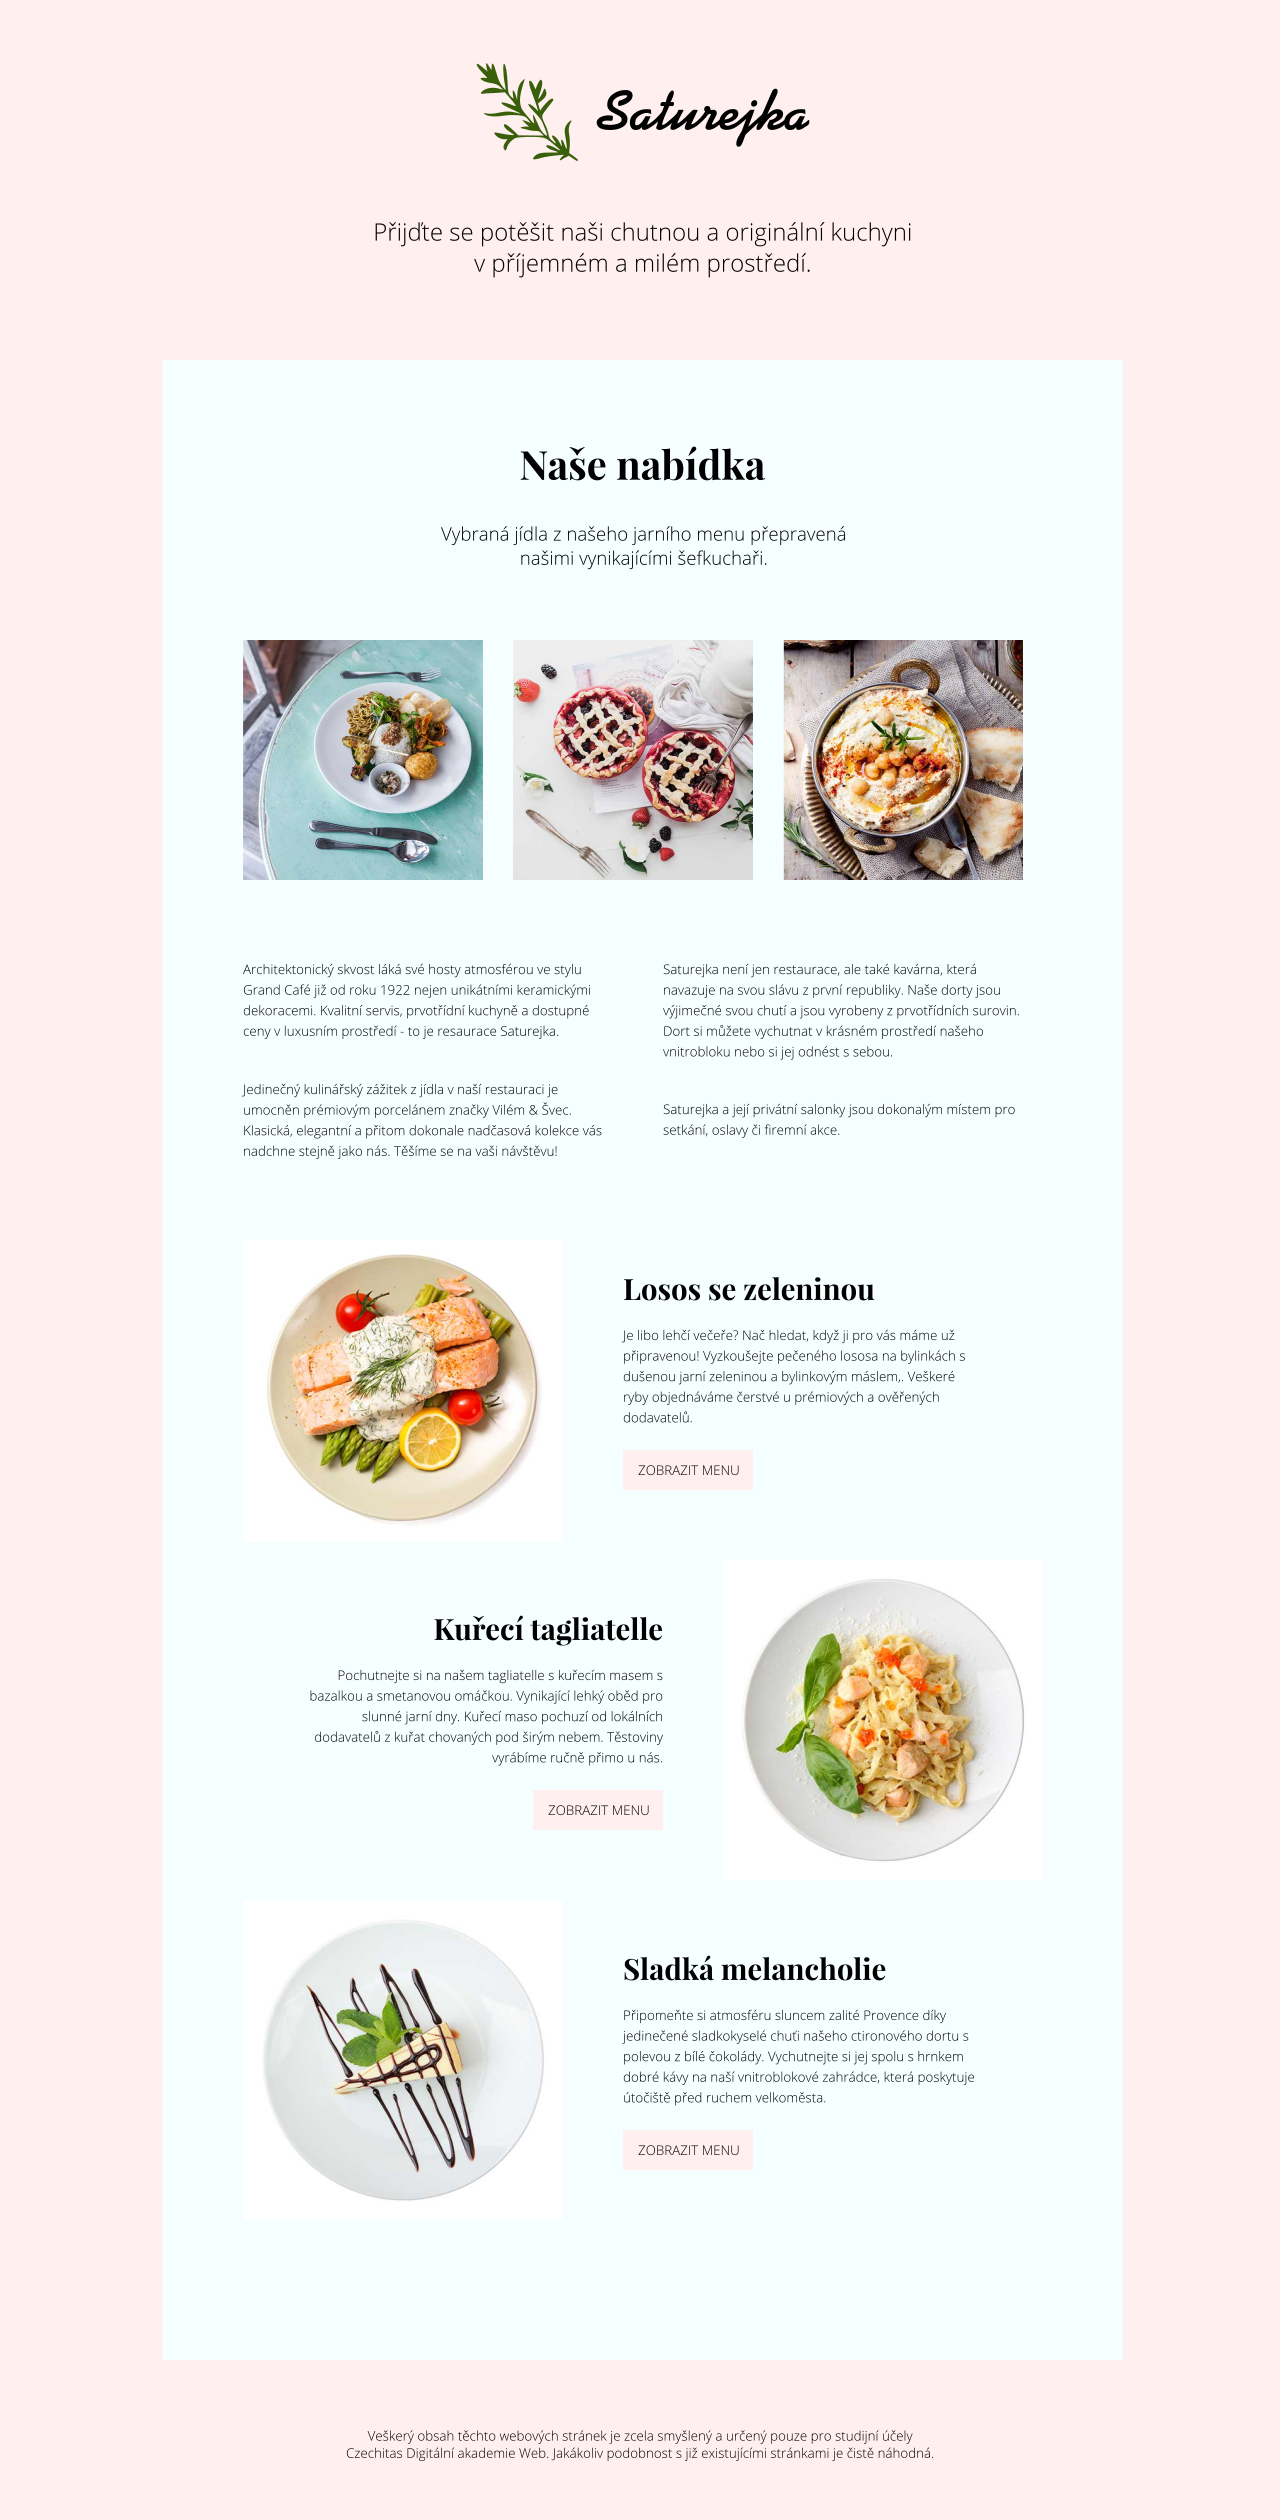 Saturejka
Přijďte se potěšit naši chutnou a originální kuchyni
v příjemném a milém prostředí.
Naše nabídka
Vybraná jídla z našeho jarního menu přepravená
našimi vynikajícími šefkuchaři.
Architektonický skvost láká své hosty atmosférou ve stylu
Grand Café již od roku 1922 nejen unikátními keramickými
dekoracemi. Kvalitní servis, prvotřídní kuchyně a dostupné
ceny v luxusním prostředí - to je resaurace Saturejka.
Jedinečný kulinářský zážitek z jídla v naší restauraci je
umocněn prémiovým porcelánem značky Vilém & Švec.
Klasická, elegantní a přitom dokonale nadčasová kolekce vás
nadchne stejně jako nás. Těšíme se na vaši návštěvu!
Saturejka není jen restaurace, ale také kavárna, která
navazuje na svou slávu z první republiky. Naše dorty jsou
výjimečné svou chutí a jsou vyrobeny z prvotřídních surovin.
Dort si můžete vychutnat v krásném prostředí našeho
vnitrobloku nebo si jej odnést s sebou.
Saturejka a její privátní salonky jsou dokonalým místem pro
setkání, oslavy či firemní akce.
Losos se zeleninou
Je libo lehčí večeře? Nač hledat, když ji pro vás máme už
připravenou! Vyzkoušejte pečeného lososa na bylinkách s
dušenou jarní zeleninou a bylinkovým máslem,. Veškeré
ryby objednáváme čerstvé u prémiových a ověřených
dodavatelů.
ZOBRAZIT MENU
Kuřecí tagliatelle
Pochutnejte si na našem tagliatelle s kuřecím masem s
bazalkou a smetanovou omáčkou. Vynikající lehký oběd pro
slunné jarní dny. Kuřecí maso pochuzí od lokálních
dodavatelů z kuřat chovaných pod širým nebem. Těstoviny
vyrábíme ručně přimo u nás.
ZOBRAZIT MENU
Sladká melancholie
Připomeňte si atmosféru sluncem zalité Provence díky
jedinečené sladkokyselé chuťi našeho ctironového dortu s
polevou z bílé čokolády. Vychutnejte si jej spolu s hrnkem
dobré kávy na naší vnitroblokové zahrádce, která poskytuje
útočiště před ruchem velkoměsta.
ZOBRAZIT MENU
Veškerý obsah těchto webových stránek je zcela smyšlený a určený pouze pro studijní účely
Czechitas Digitální akademie Web. Jakákoliv podobnost s již existujícími stránkami je čistě náhodná.